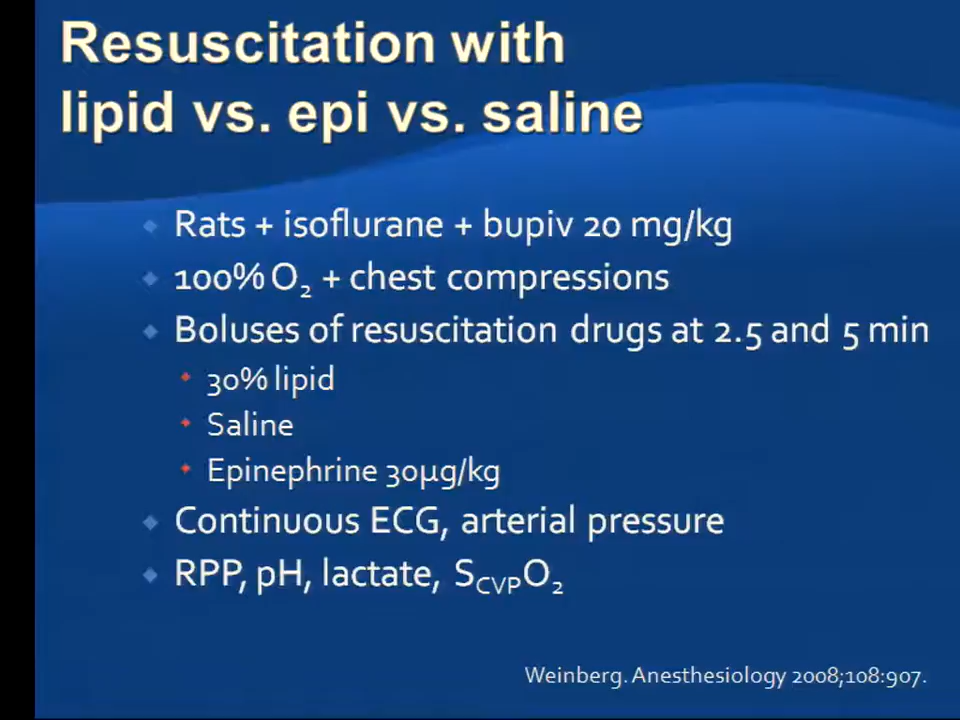 Resuscitation with
lipid vs. epi vs. saline
Rats + isoflurane + bupiv 20 mg/kg
100% O₂ + chest compressions
Boluses of resuscitation drugs at 2.5 and 5 min
30% lipid
Saline
Epinephrine 30µg/kg
Continuous ECG, arterial pressure
RPP, pH, lactate, SCVPO₂
Weinberg. Anesthesiology 2008;108:907.